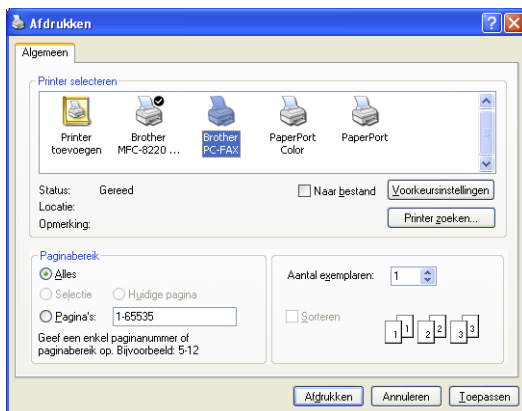 Afdrukken
Algemeen
Printer selecteren
Printer toevoegen
Brother MFC-8220 ...
Brother PC-FAX
PaperPort Color
PaperPort
Status: Gereed
Locatie:
Opmerking:
Naar bestand
Voorkeursinstellingen
Printer zoeken...
Paginabereik
Alles
Selectie Huidige pagina
Pagina's: 1-65535
Geef een enkel paginanummer of
paginabereik op. Bijvoorbeeld: 5-12
Aantal exemplaren: 1
Sorteren
1 1 2 2 3 3
Afdrukken Annuleren Toepassen